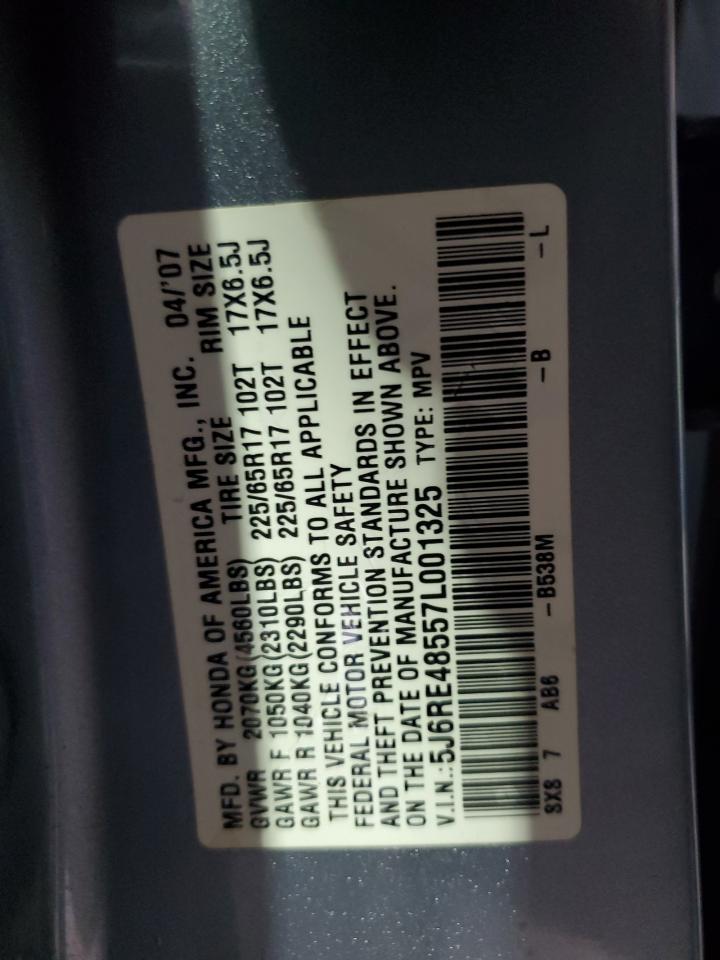 MFD. BY HONDA OF AMERICA MFG., INC. 04/'07
GVWR 2070KG(4560LBS) TIRE SIZE RIM SIZE
GAWR F 1050KG(2310LBS) 225/65R17 102T 17X6.5J
GAWR R 1040KG(2290LBS) 225/65R17 102T 17X6.5J
THIS VEHICLE CONFORMS TO ALL APPLICABLE
FEDERAL MOTOR VEHICLE SAFETY
AND THEFT PREVENTION STANDARDS IN EFFECT
ON THE DATE OF MANUFACTURE SHOWN ABOVE.
V.I.N.:5J6RE48557L001325 TYPE: MPV
SX8 7 AB6 -B538M -B -L